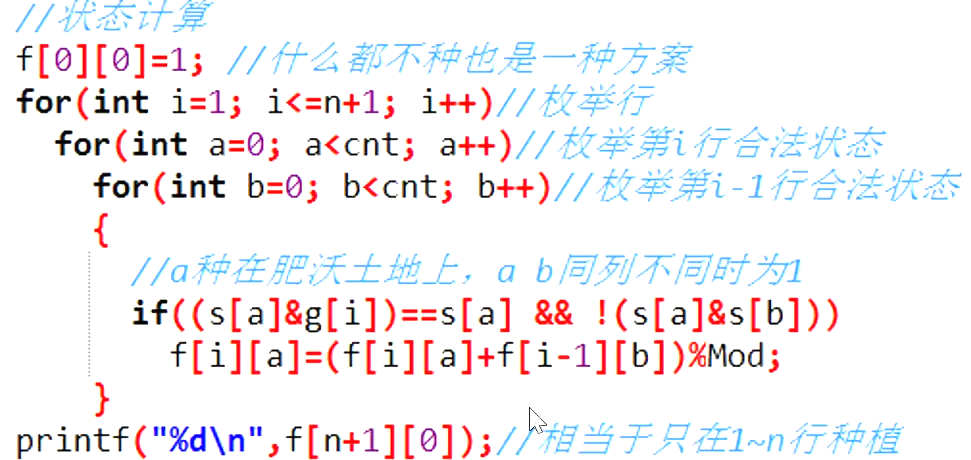 //状态计算
f[0][0]=1; //什么都不种也是一种方案
for(int i=1; i<=n+1; i++)//枚举行
for(int a=0; a<cnt; a++)//枚举第i行合法状态
for(int b=0; b<cnt; b++)//枚举第i-1行合法状态
{
//a种在肥沃土地上，a b同列不同时为1
if((s[a]&g[i])==s[a] && !(s[a]&s[b]))
f[i][a]=(f[i][a]+f[i-1][b])%Mod;
}
printf("%d\n",f[n+1][0]);//相当于只在1~n行种植